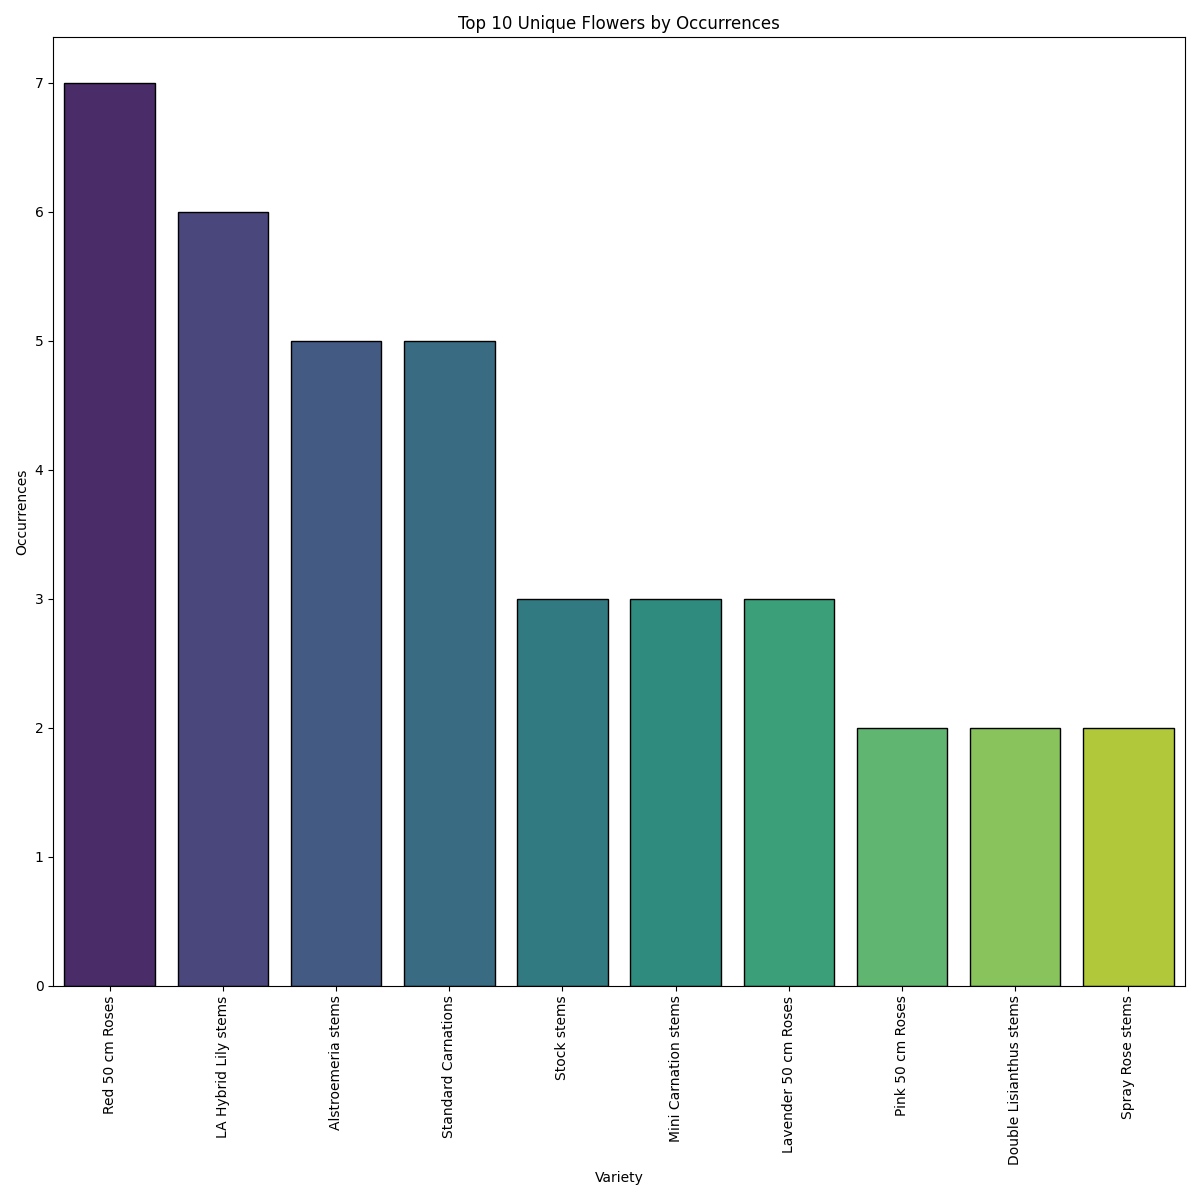 Top 10 Unique Flowers by Occurrences
Occurrences
7
6
5
4
3
2
1
0
Red 50 cm Roses
LA Hybrid Lily stems
Alstroemeria stems
Standard Carnations
Stock stems
Mini Carnation stems
Lavender 50 cm Roses
Pink 50 cm Roses
Double Lisianthus stems
Spray Rose stems
Variety